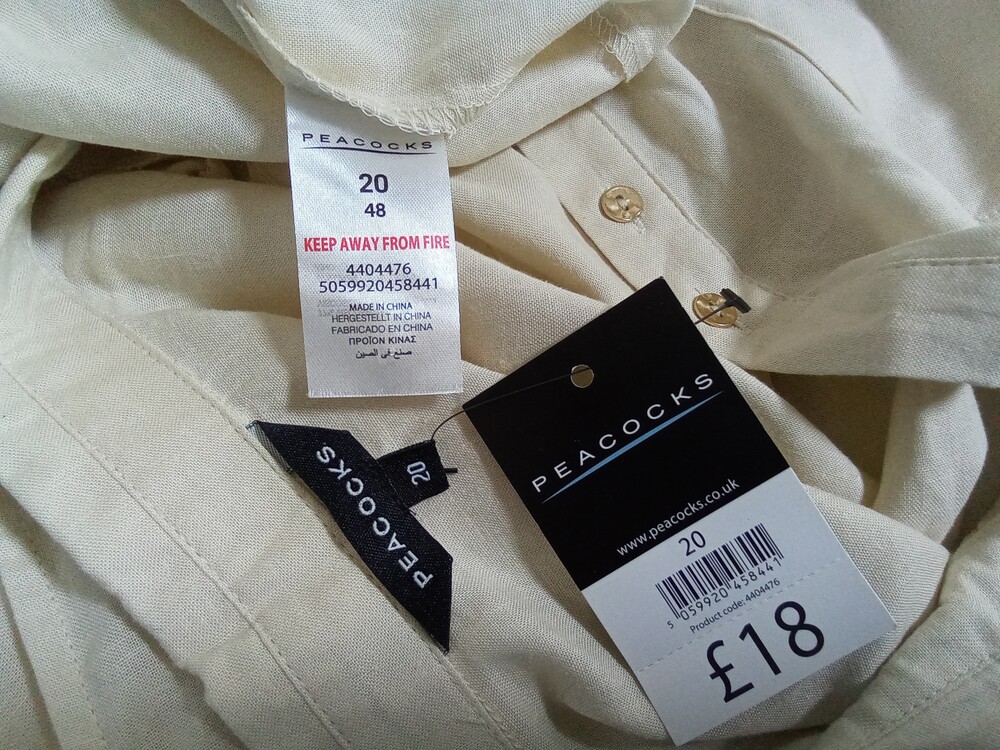 PEACOCKS
20
48
KEEP AWAY FROM FIRE
4404476
5059920458441
MADE IN CHINA
HERGESTELLT IN CHINA
FABRICADO EN CHINA
ΠΡΟΪΟΝ ΚΙΝΑΣ
صنع في الصين
PEACOCKS
20
PEACOCKS
www.peacocks.co.uk
20
5 059920 458441
Product code: 4404476
£18